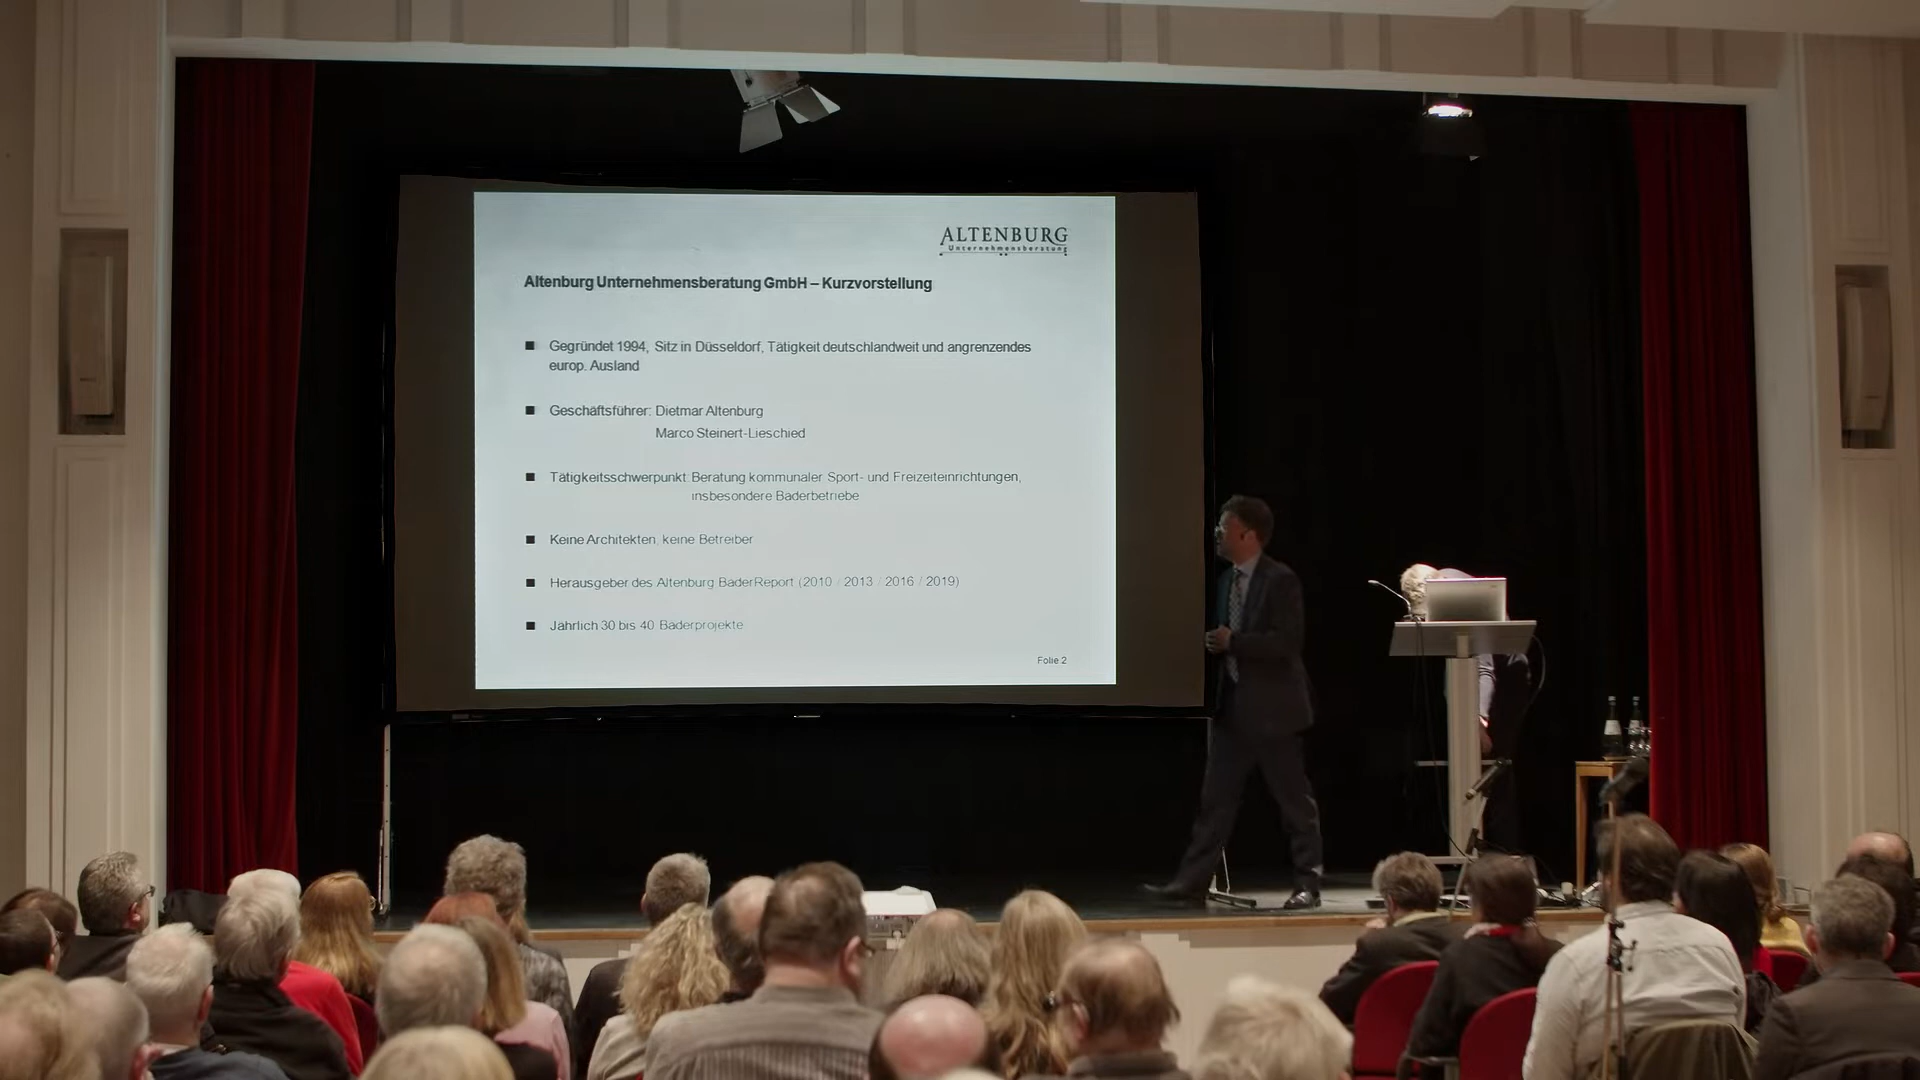 ALTENBURG
Unternehmensberatung
Altenburg Unternehmensberatung GmbH – Kurzvorstellung
■ Gegründet 1994, Sitz in Düsseldorf, Tätigkeit deutschlandweit und angrenzendes
europ. Ausland
■ Geschäftsführer: Dietmar Altenburg
Marco Steinert-Lieschied
■ Tätigkeitsschwerpunkt: Beratung kommunaler Sport- und Freizeiteinrichtungen,
insbesondere Bäderbetriebe
■ Keine Architekten, keine Betreiber
■ Herausgeber des Altenburg BäderReport (2010 / 2013 / 2016 / 2019)
■ Jährlich 30 bis 40 Bäderprojekte
Folie 2